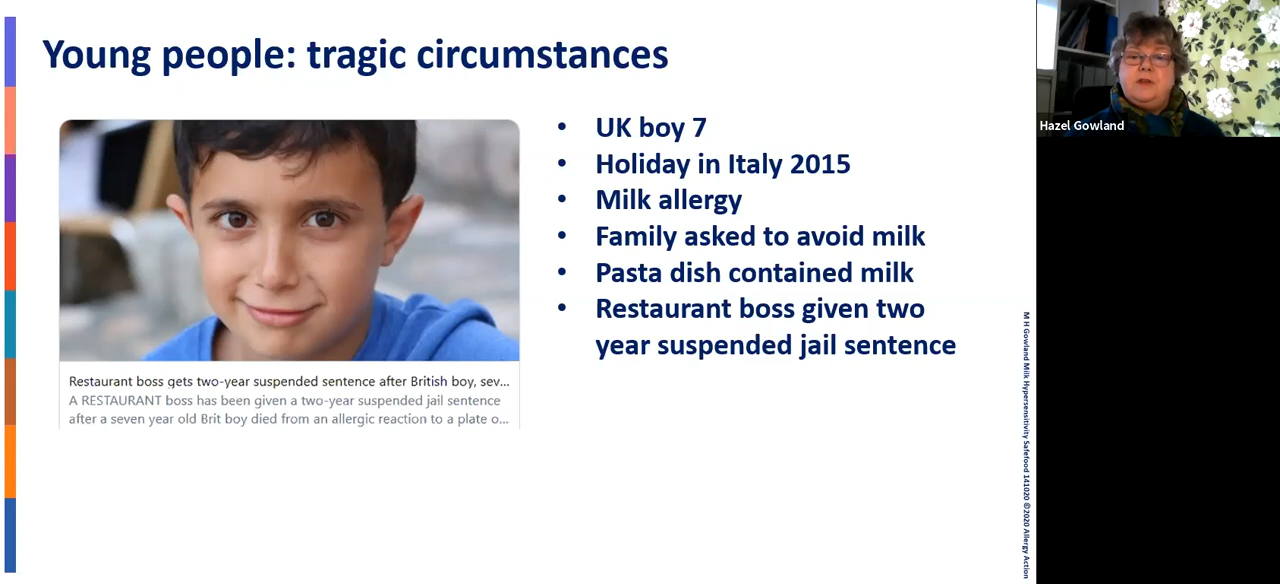 Young people: tragic circumstances
Hazel Gowland
• UK boy 7
• Holiday in Italy 2015
• Milk allergy
• Family asked to avoid milk
• Pasta dish contained milk
• Restaurant boss given two
year suspended jail sentence
Restaurant boss gets two-year suspended sentence after British boy, sev...
A RESTAURANT boss has been given a two-year suspended jail sentence
after a seven year old Brit boy died from an allergic reaction to a plate o...
M H Gowland Milk Hypersensitivity Safefood 141020 ©2020 Allergy Action